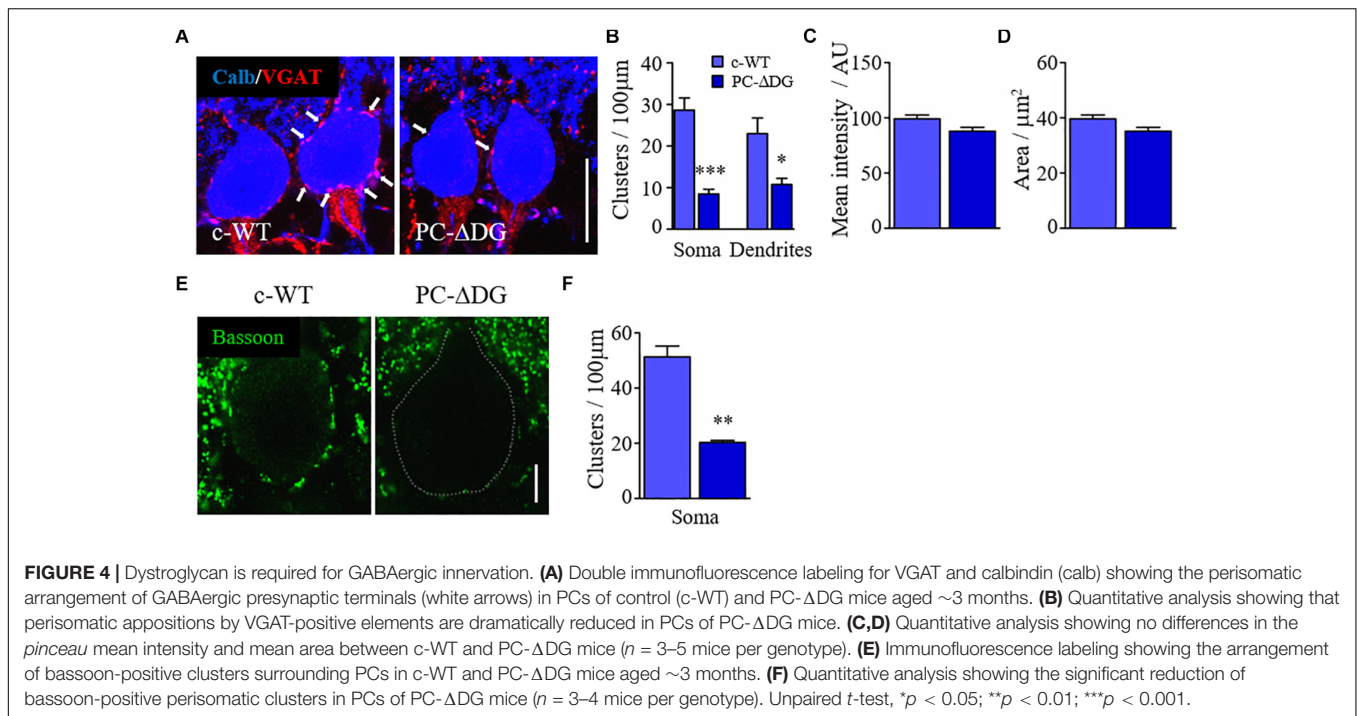 A
Calb/VGAT
c-WT
PC-ΔDG
B
Clusters / 100μm
40
30
20
10
0
c-WT
PC-ΔDG
***
*
Soma Dendrites
C
Mean intensity / AU
150
100
50
0
D
Area / μm²
60
40
20
0
E
c-WT
PC-ΔDG
Bassoon
F
Clusters / 100μm
60
40
20
0
**
Soma
FIGURE 4 | Dystroglycan is required for GABAergic innervation. (A) Double immunofluorescence labeling for VGAT and calbindin (calb) showing the perisomatic
arrangement of GABAergic presynaptic terminals (white arrows) in PCs of control (c-WT) and PC-ΔDG mice aged ∼3 months. (B) Quantitative analysis showing that
perisomatic appositions by VGAT-positive elements are dramatically reduced in PCs of PC-ΔDG mice. (C,D) Quantitative analysis showing no differences in the
pinceau mean intensity and mean area between c-WT and PC-ΔDG mice (n = 3–5 mice per genotype). (E) Immunofluorescence labeling showing the arrangement
of bassoon-positive clusters surrounding PCs in c-WT and PC-ΔDG mice aged ∼3 months. (F) Quantitative analysis showing the significant reduction of
bassoon-positive perisomatic clusters in PCs of PC-ΔDG mice (n = 3–4 mice per genotype). Unpaired t-test, *p < 0.05; **p < 0.01; ***p < 0.001.